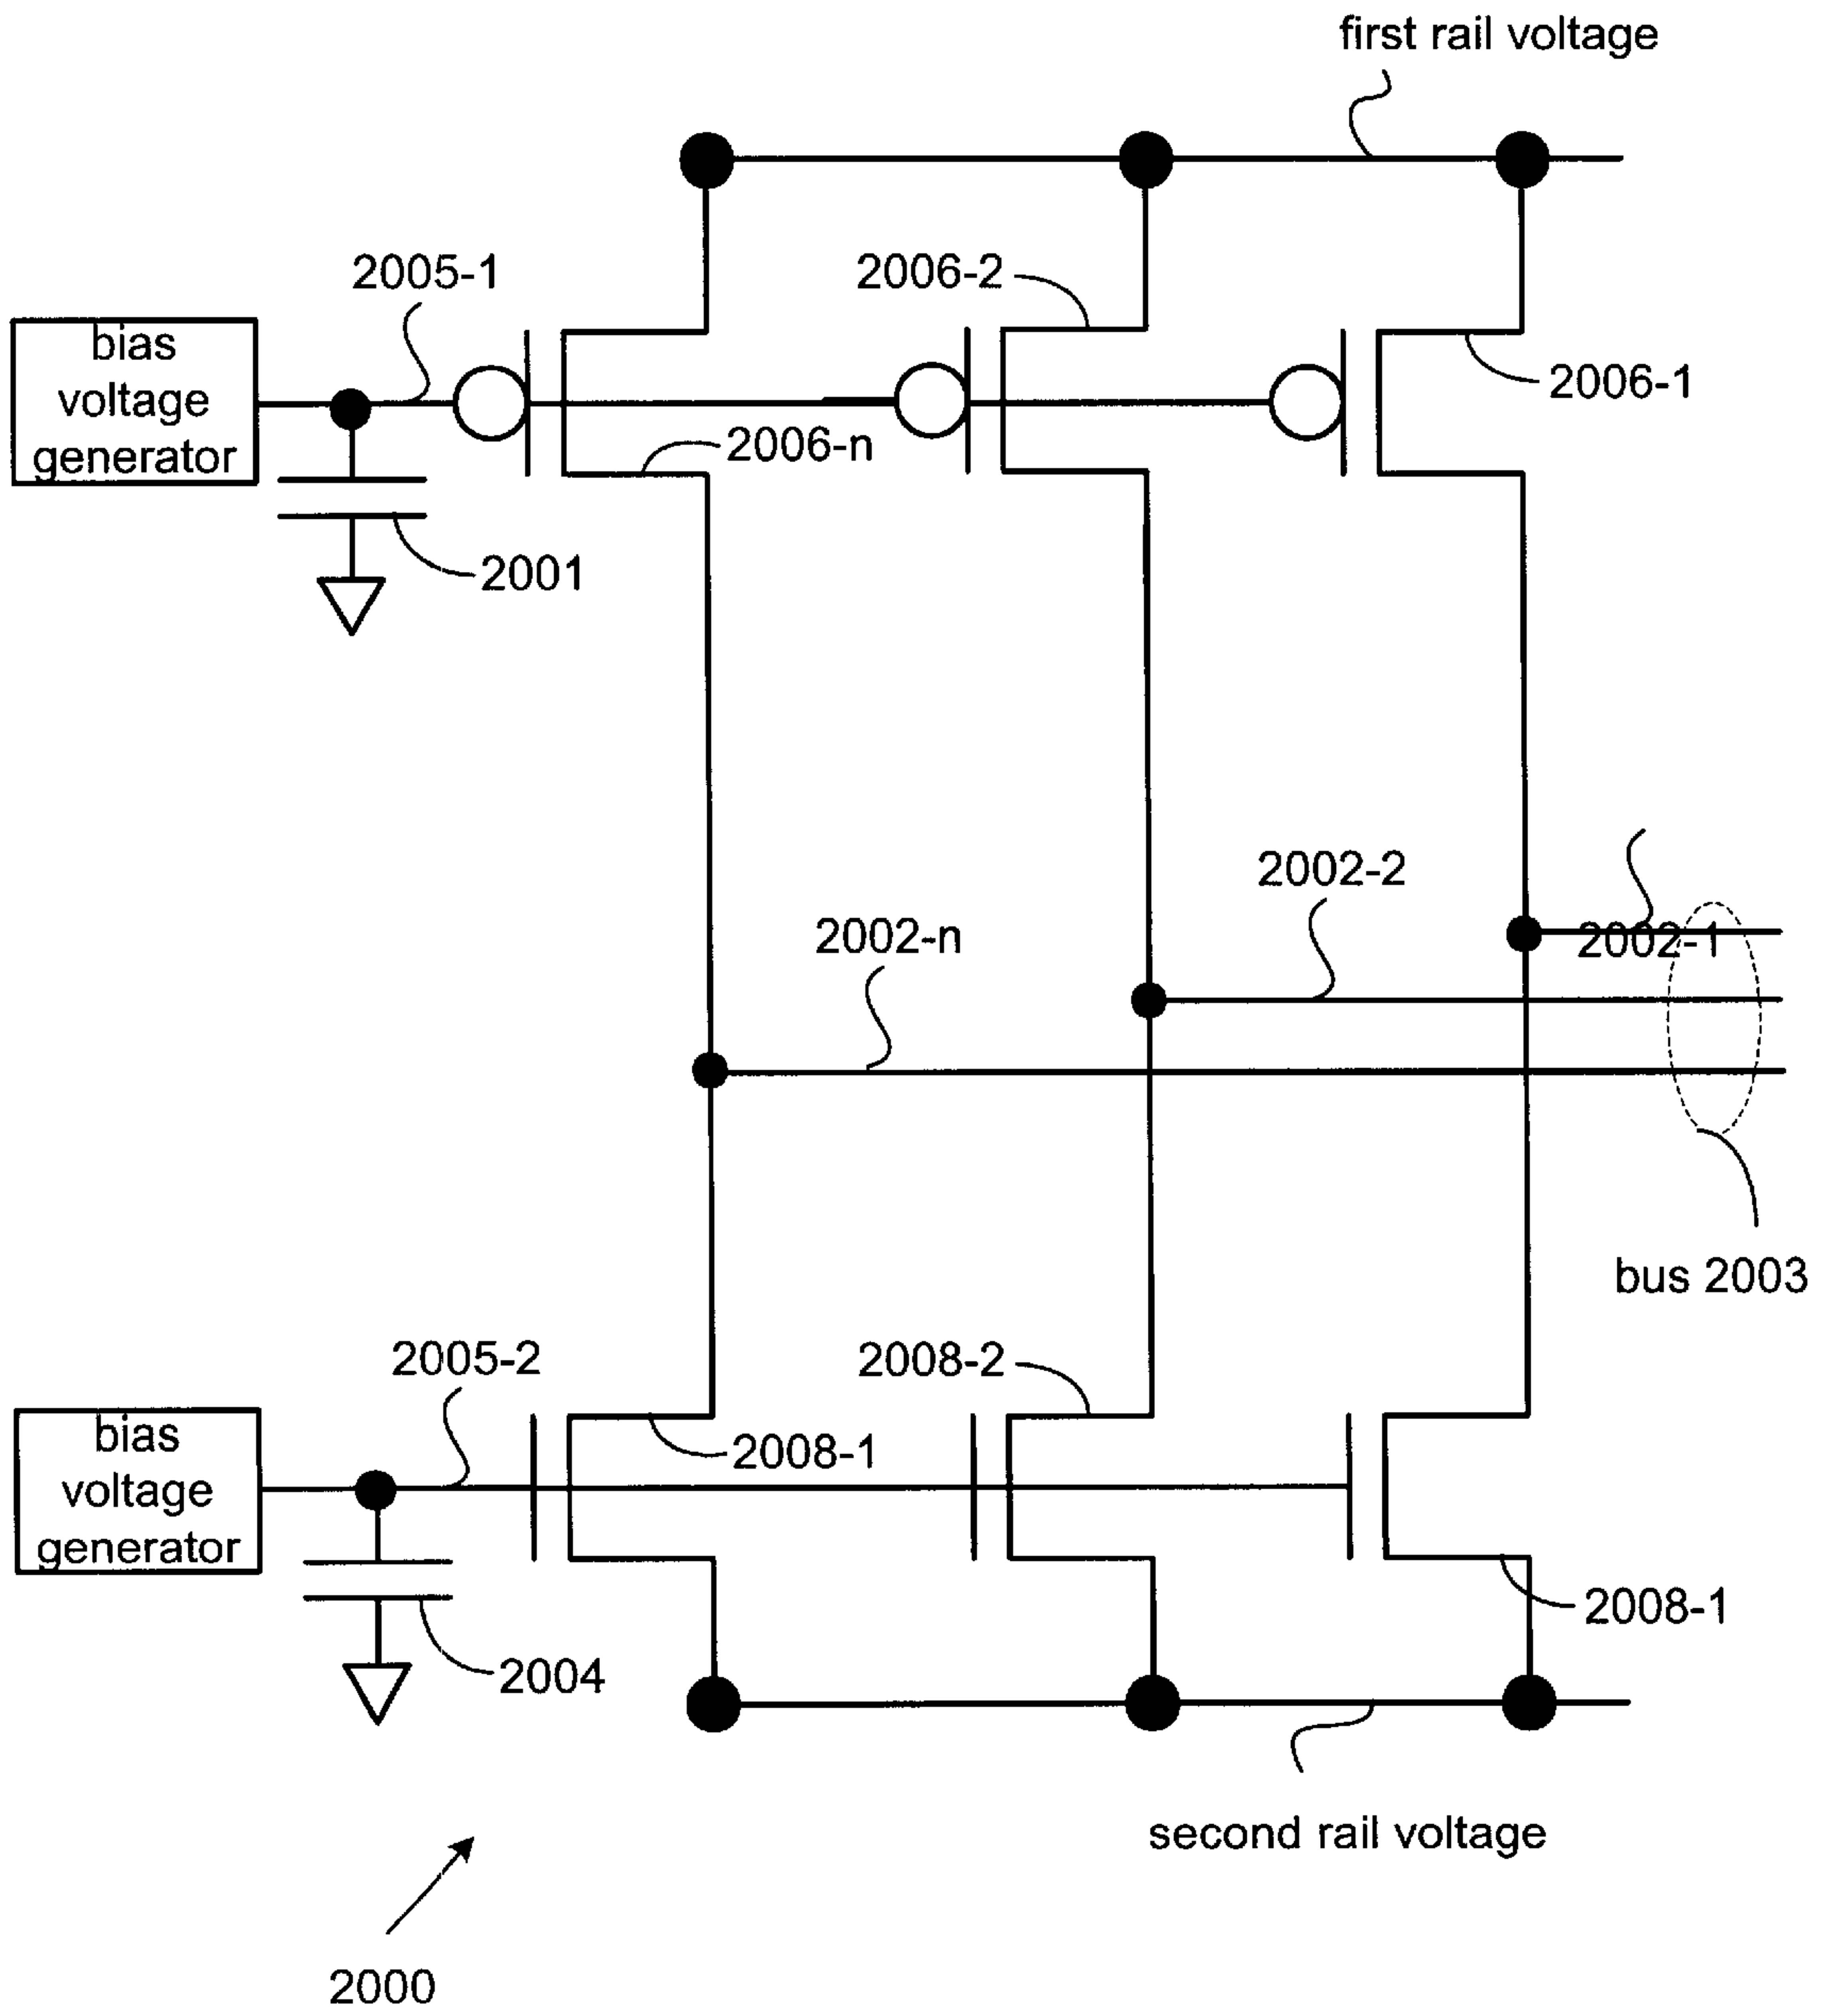 first rail voltage
2005-1
2006-2
bias
voltage
generator
2006-1
2006-n
2001
2002-2
2002-n
2002-1
bus 2003
2005-2
2008-2
bias
voltage
generator
2008-1
2008-1
2004
second rail voltage
2000